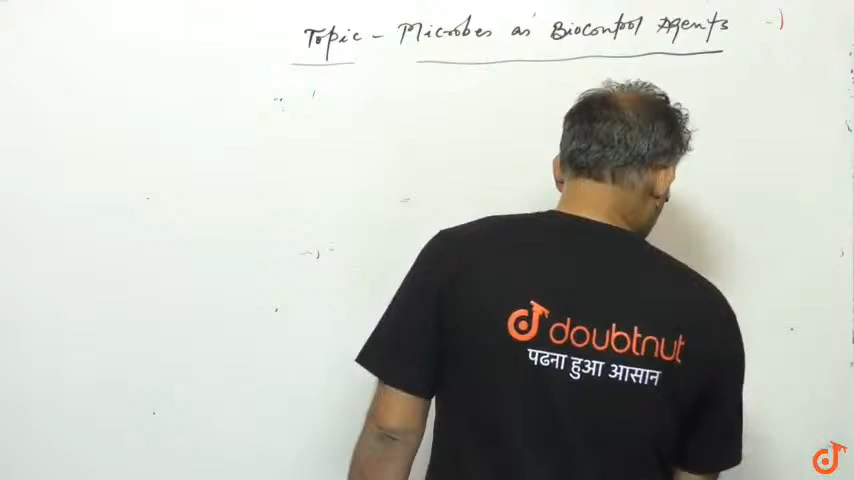 Topic - Microbes as Biocontrol Agents
doubtnut
पढना हुआ आसान